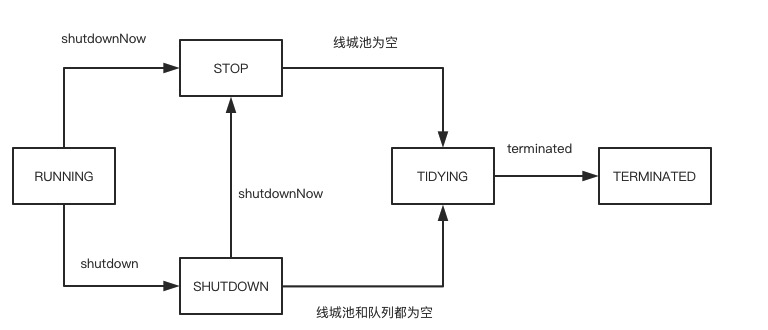 shutdownNow
线城池为空
STOP
terminated
RUNNING
TIDYING
TERMINATED
shutdownNow
shutdown
SHUTDOWN
线城池和队列都为空